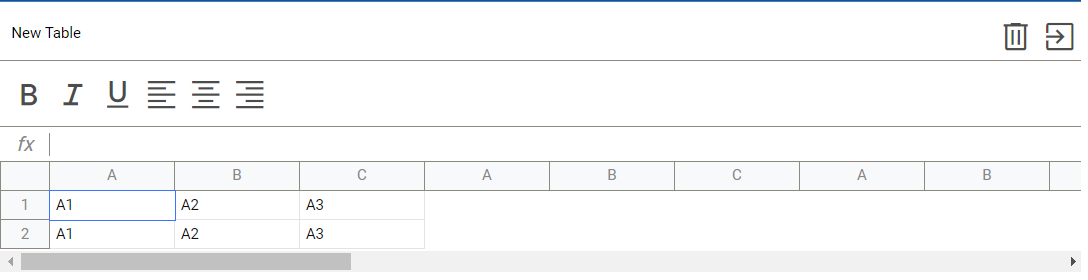 New Table
B I U
fx
A B C A B C A B
1 A1 A2 A3
2 A1 A2 A3